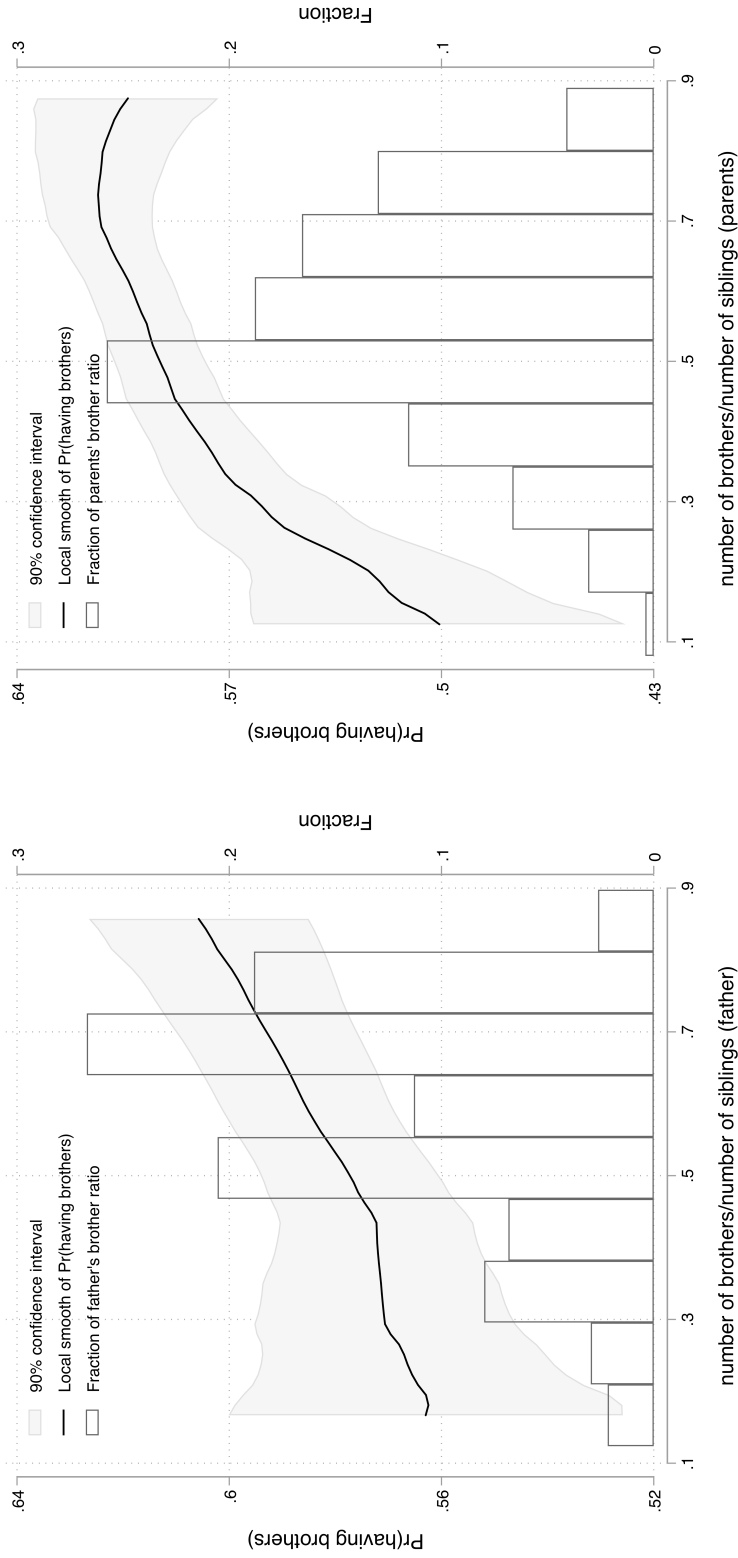 Pr(having brothers)
.64
.6
.56
.52
90% confidence interval
Local smooth of Pr(having brothers)
Fraction of father's brother ratio
.3
.2
.1
0
Fraction
.1
.3
.5
.7
.9
number of brothers/number of siblings (father)
Pr(having brothers)
.64
.57
.5
.43
90% confidence interval
Local smooth of Pr(having brothers)
Fraction of parents' brother ratio
.3
.2
.1
0
Fraction
.1
.3
.5
.7
.9
number of brothers/number of siblings (parents)